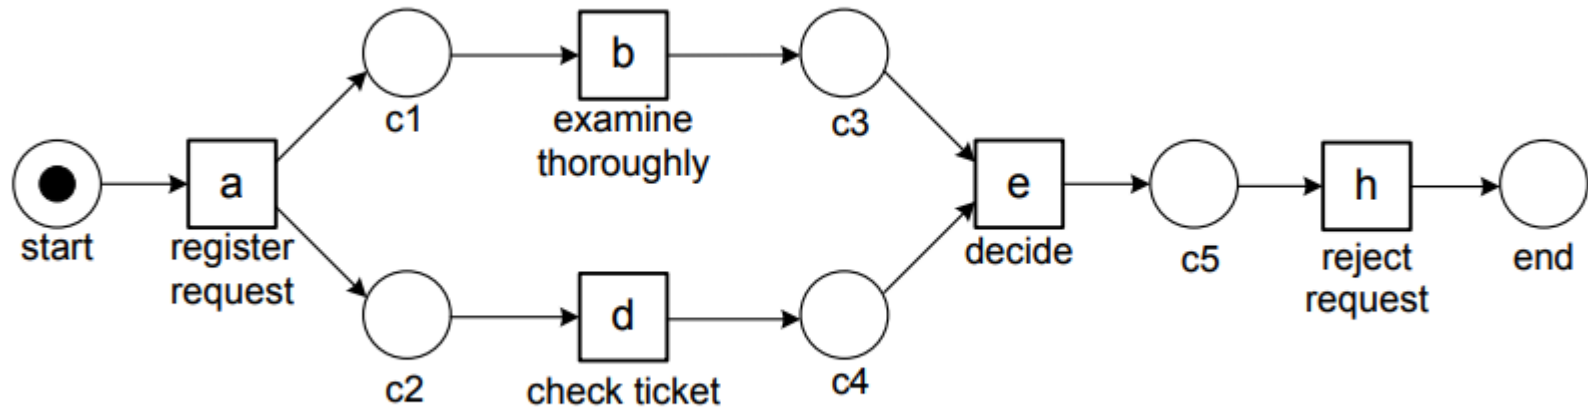 start
a
register
request
c1
c2
b
examine
thoroughly
d
check ticket
c3
c4
e
decide
c5
h
reject
request
end